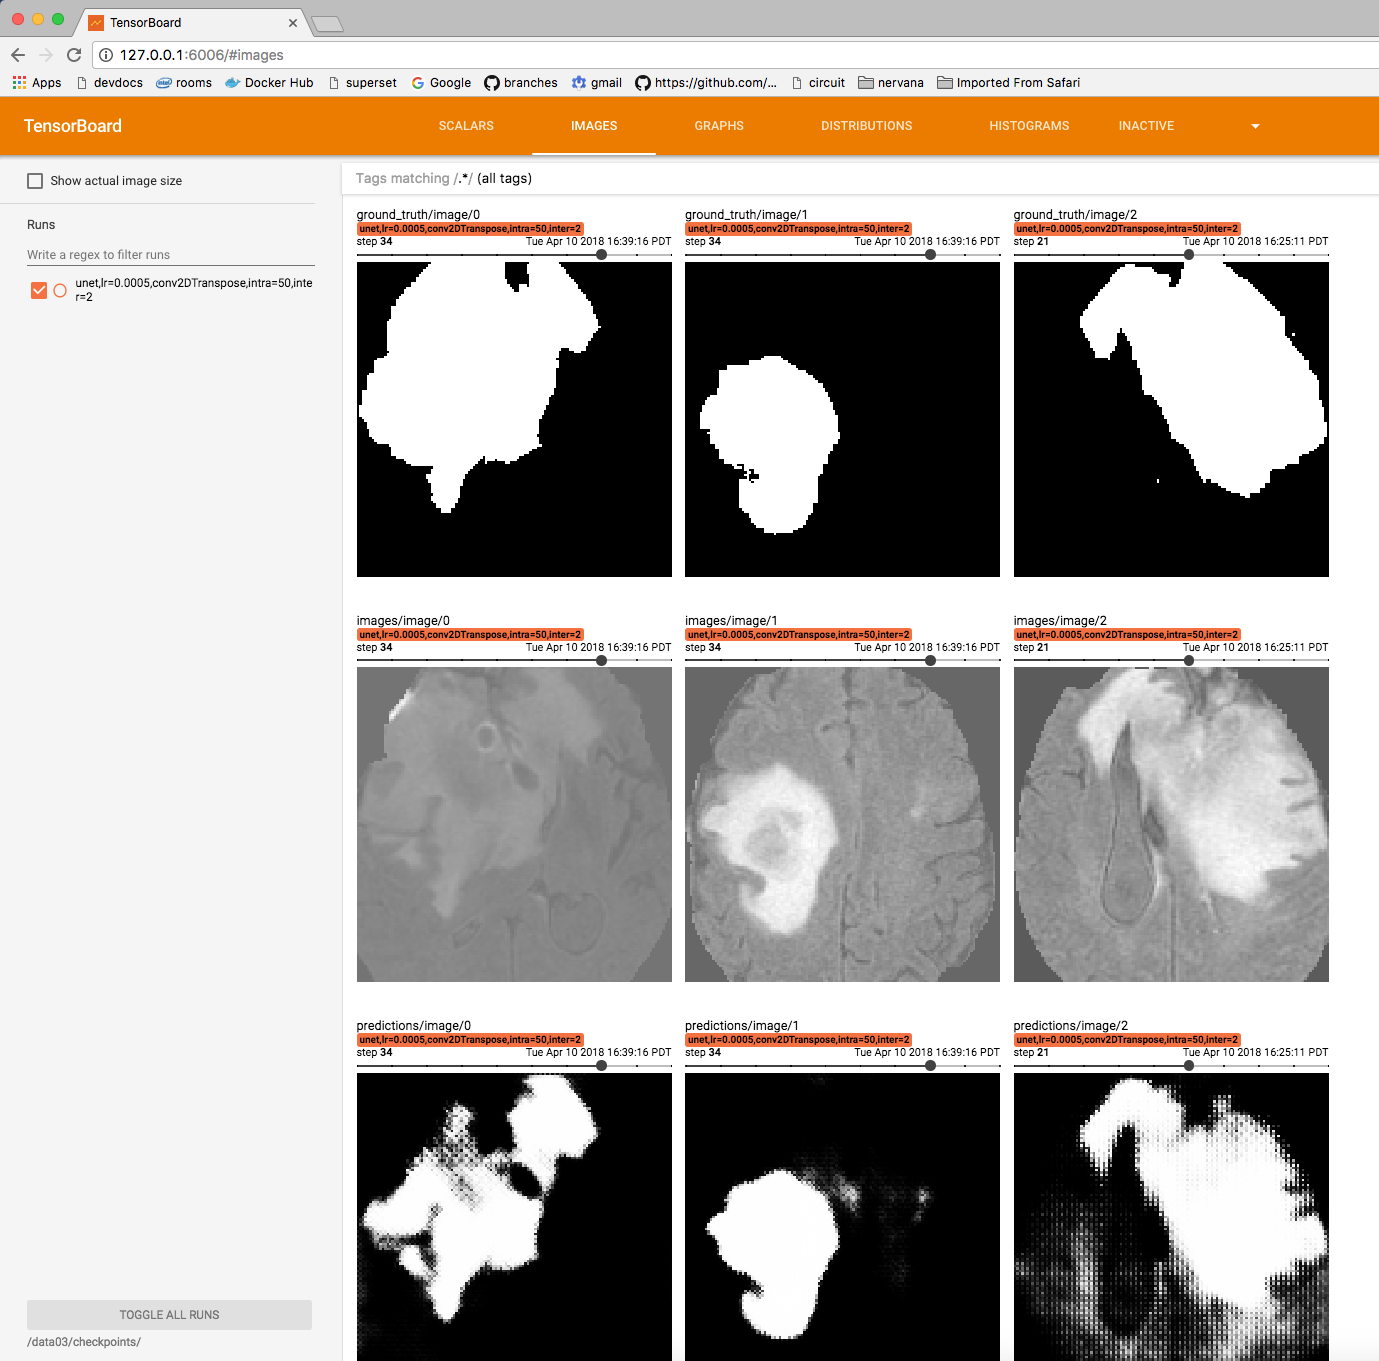 TensorBoard
127.0.0.1:6006/#images
Apps devdocs rooms Docker Hub superset Google branches gmail https://github.com/... circuit nervana Imported From Safari
TensorBoard SCALARS IMAGES GRAPHS DISTRIBUTIONS HISTOGRAMS INACTIVE
Show actual image size
Runs
Write a regex to filter runs
unet,lr=0.0005,conv2DTranspose,intra=50,inte
r=2
TOGGLE ALL RUNS
/data03/checkpoints/
Tags matching /.*/ (all tags)
ground_truth/image/0
unet,lr=0.0005,conv2DTranspose,intra=50,inter=2
step 34 Tue Apr 10 2018 16:39:16 PDT
ground_truth/image/1
unet,lr=0.0005,conv2DTranspose,intra=50,inter=2
step 34 Tue Apr 10 2018 16:39:16 PDT
ground_truth/image/2
unet,lr=0.0005,conv2DTranspose,intra=50,inter=2
step 21 Tue Apr 10 2018 16:25:11 PDT
images/image/0
unet,lr=0.0005,conv2DTranspose,intra=50,inter=2
step 34 Tue Apr 10 2018 16:39:16 PDT
images/image/1
unet,lr=0.0005,conv2DTranspose,intra=50,inter=2
step 34 Tue Apr 10 2018 16:39:16 PDT
images/image/2
unet,lr=0.0005,conv2DTranspose,intra=50,inter=2
step 21 Tue Apr 10 2018 16:25:11 PDT
predictions/image/0
unet,lr=0.0005,conv2DTranspose,intra=50,inter=2
step 34 Tue Apr 10 2018 16:39:16 PDT
predictions/image/1
unet,lr=0.0005,conv2DTranspose,intra=50,inter=2
step 34 Tue Apr 10 2018 16:39:16 PDT
predictions/image/2
unet,lr=0.0005,conv2DTranspose,intra=50,inter=2
step 21 Tue Apr 10 2018 16:25:11 PDT